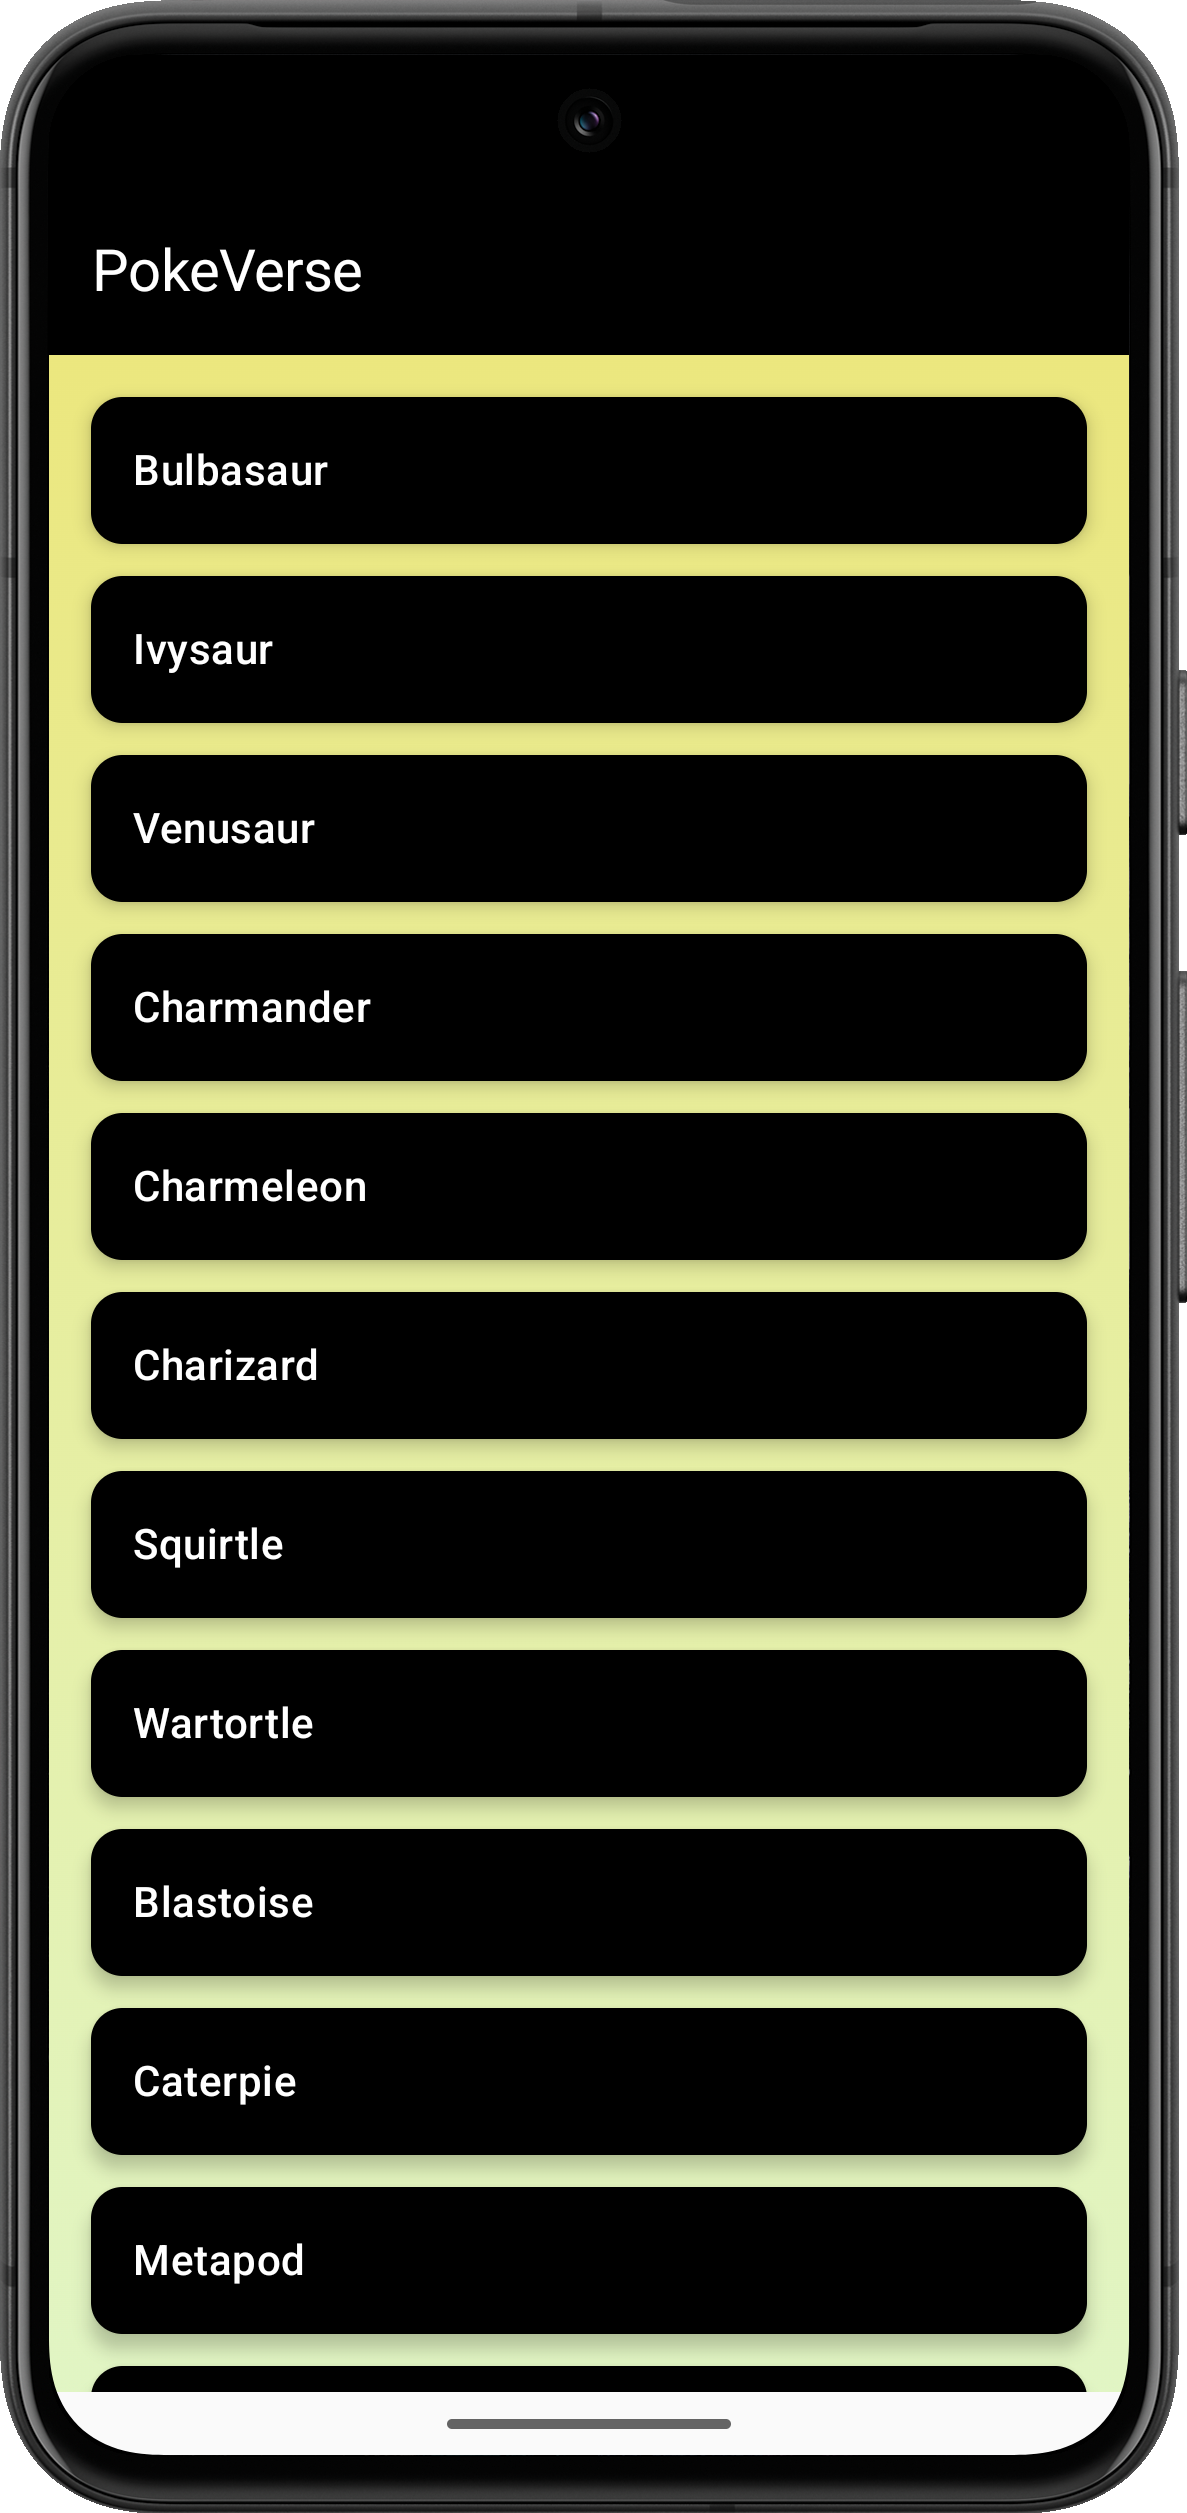 PokeVerse
Bulbasaur
Ivysaur
Venusaur
Charmander
Charmeleon
Charizard
Squirtle
Wartortle
Blastoise
Caterpie
Metapod